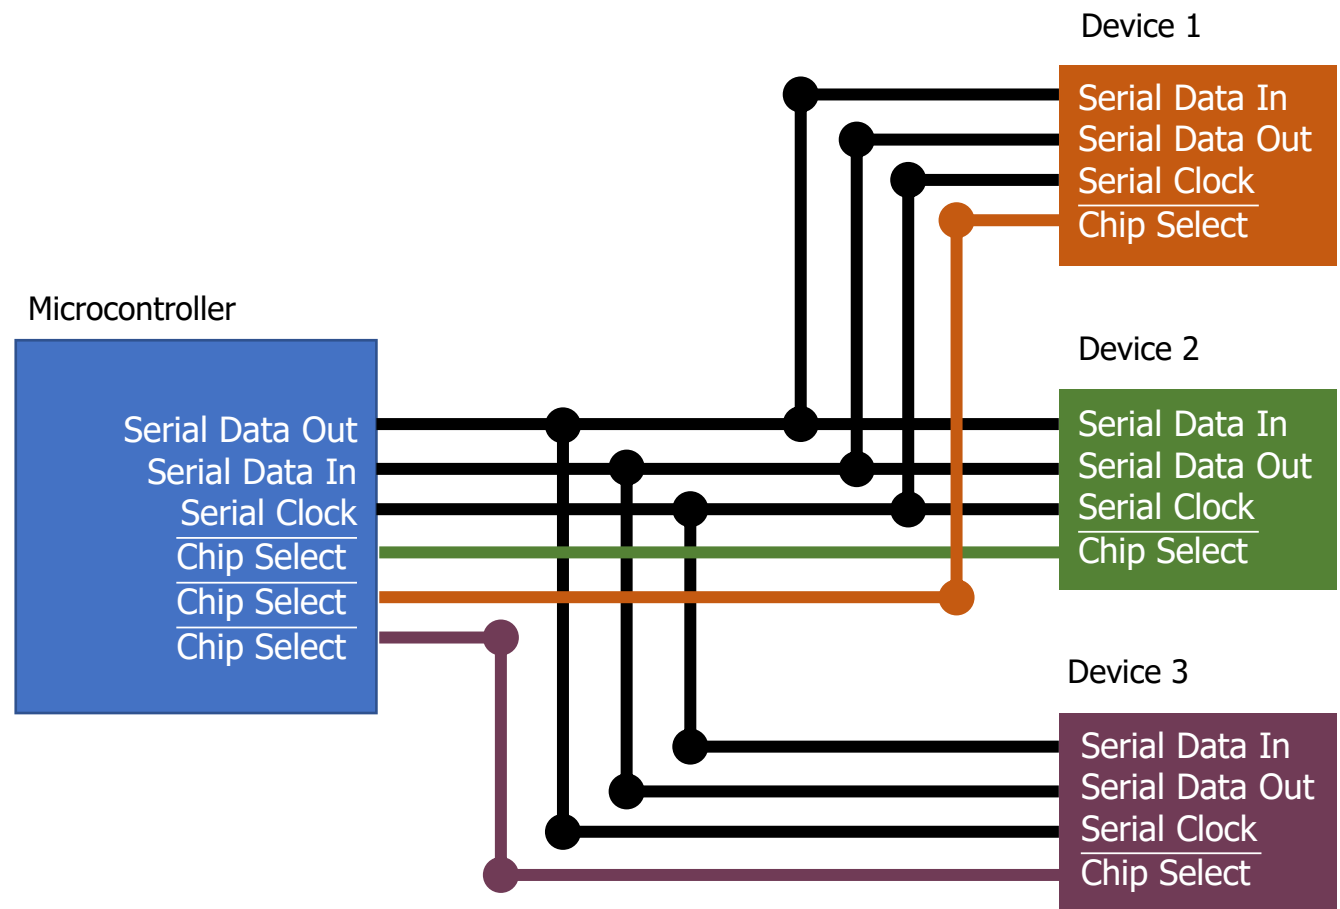 Device 1
Serial Data In
Serial Data Out
Serial Clock
Chip Select
Microcontroller
Serial Data Out
Serial Data In
Serial Clock
Chip Select
Chip Select
Chip Select
Device 2
Serial Data In
Serial Data Out
Serial Clock
Chip Select
Device 3
Serial Data In
Serial Data Out
Serial Clock
Chip Select